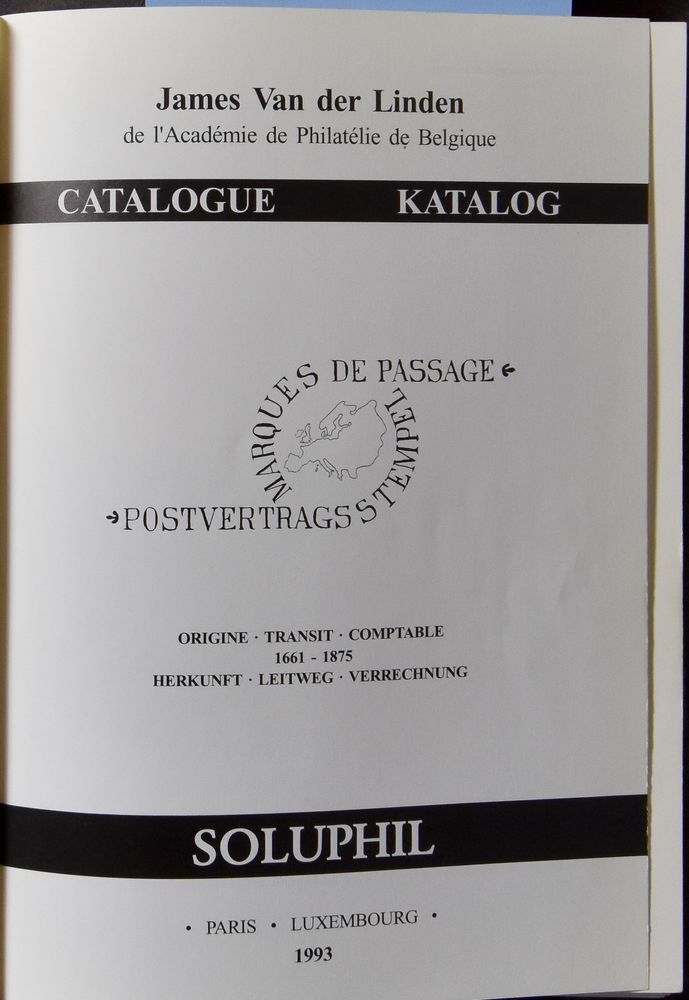 James Van der Linden
de l'Académie de Philatélie de Belgique
CATALOGUE KATALOG
MARQUES DE PASSAGE
POSTVERTRAGSSTEMPEL
ORIGINE · TRANSIT · COMPTABLE
1661 - 1875
HERKUNFT · LEITWEG · VERRECHNUNG
SOLUPHIL
• PARIS • LUXEMBOURG •
1993